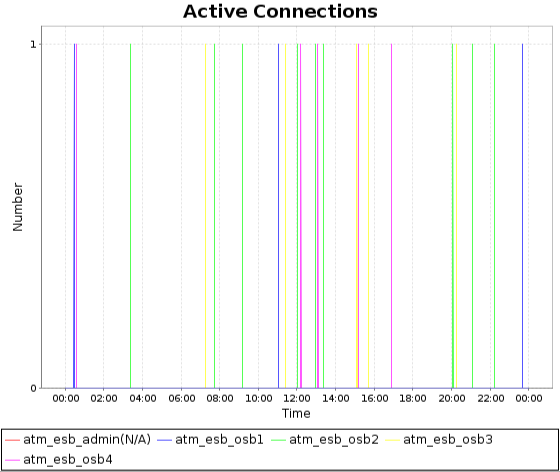 Active Connections
1
0
Number
00:00 02:00 04:00 06:00 08:00 10:00 12:00 14:00 16:00 18:00 20:00 22:00 00:00
Time
atm_esb_admin(N/A) atm_esb_osb1 atm_esb_osb2 atm_esb_osb3
atm_esb_osb4